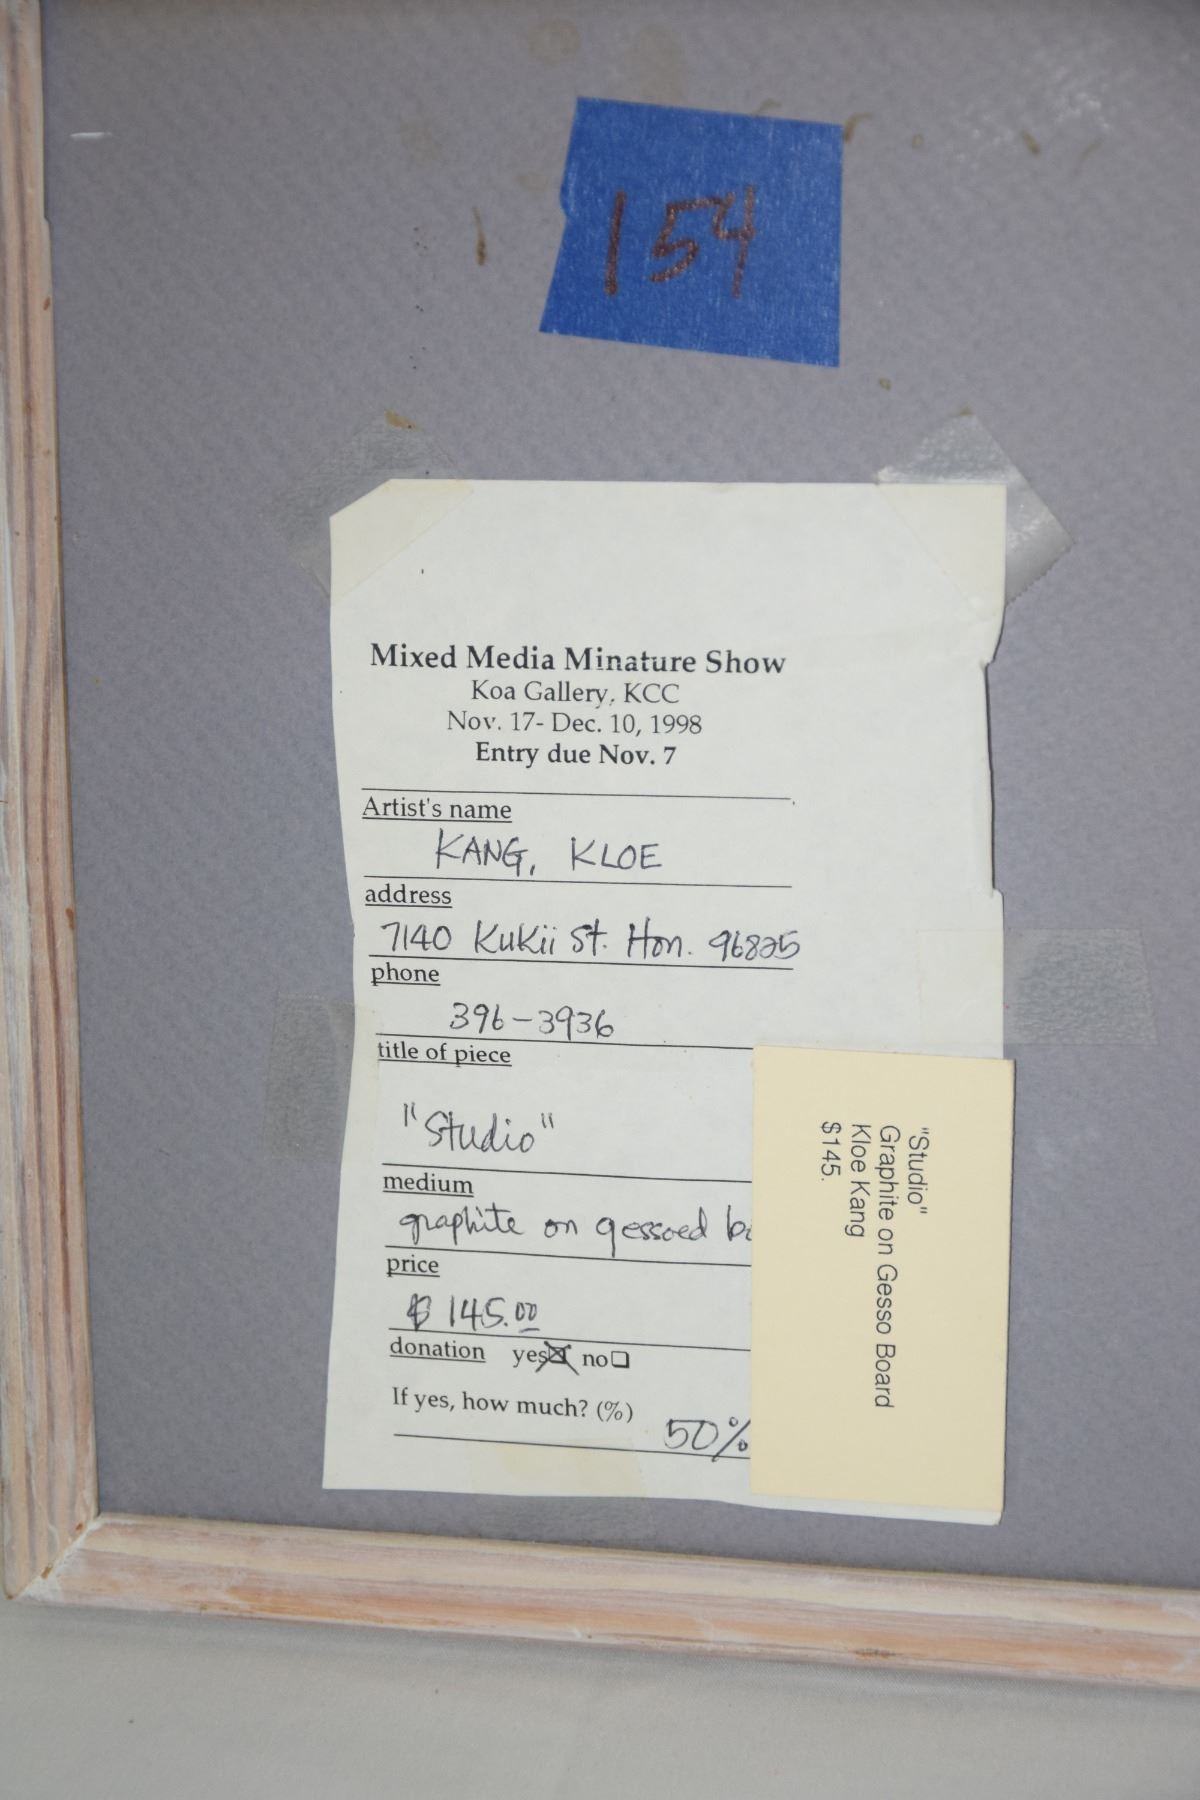 154
Mixed Media Minature Show
Koa Gallery, KCC
Nov. 17- Dec. 10, 1998
Entry due Nov. 7
Artist's name
KANG, KLOE
address
7140 Kukii St. Hon. 96825
phone
396-3936
title of piece
"Studio"
medium
graphite on gessoed
price
$145.00
donation yes☒ no☐
If yes, how much? (%)
50%
"Studio"
Graphite on Gesso Board
Kloe Kang
$145.